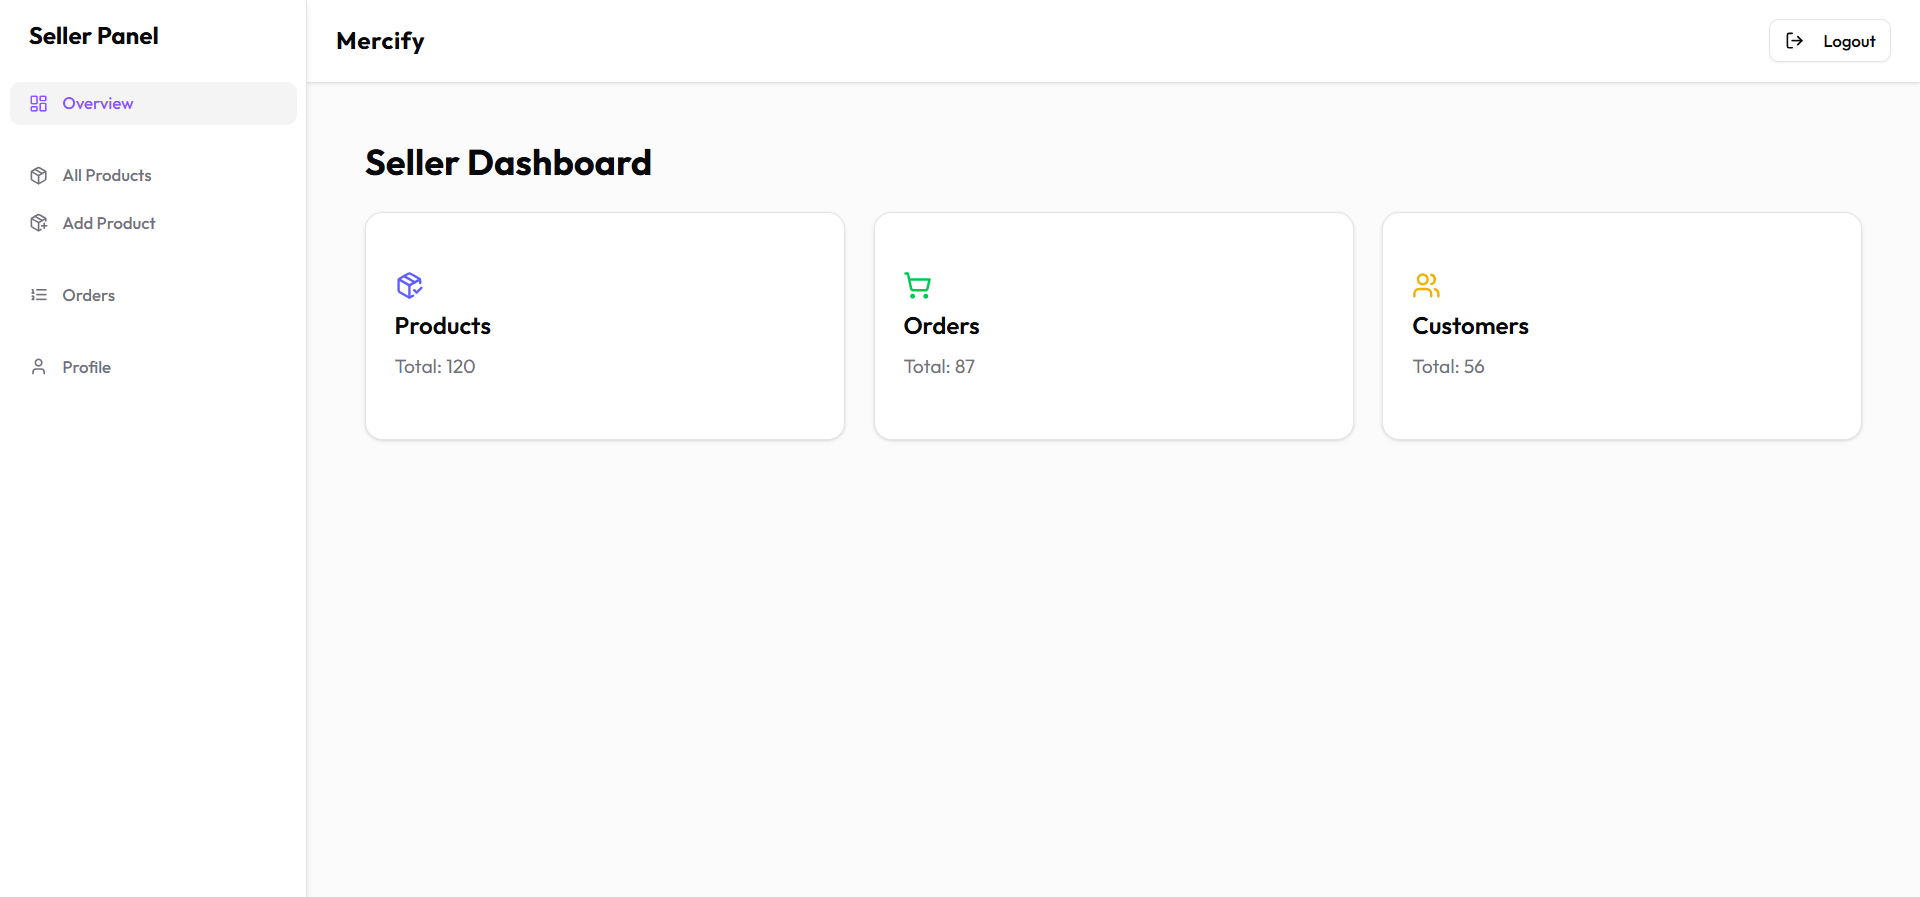 Seller Panel
Overview
All Products
Add Product
Orders
Profile
Mercify
Logout
Seller Dashboard
Products
Total: 120
Orders
Total: 87
Customers
Total: 56